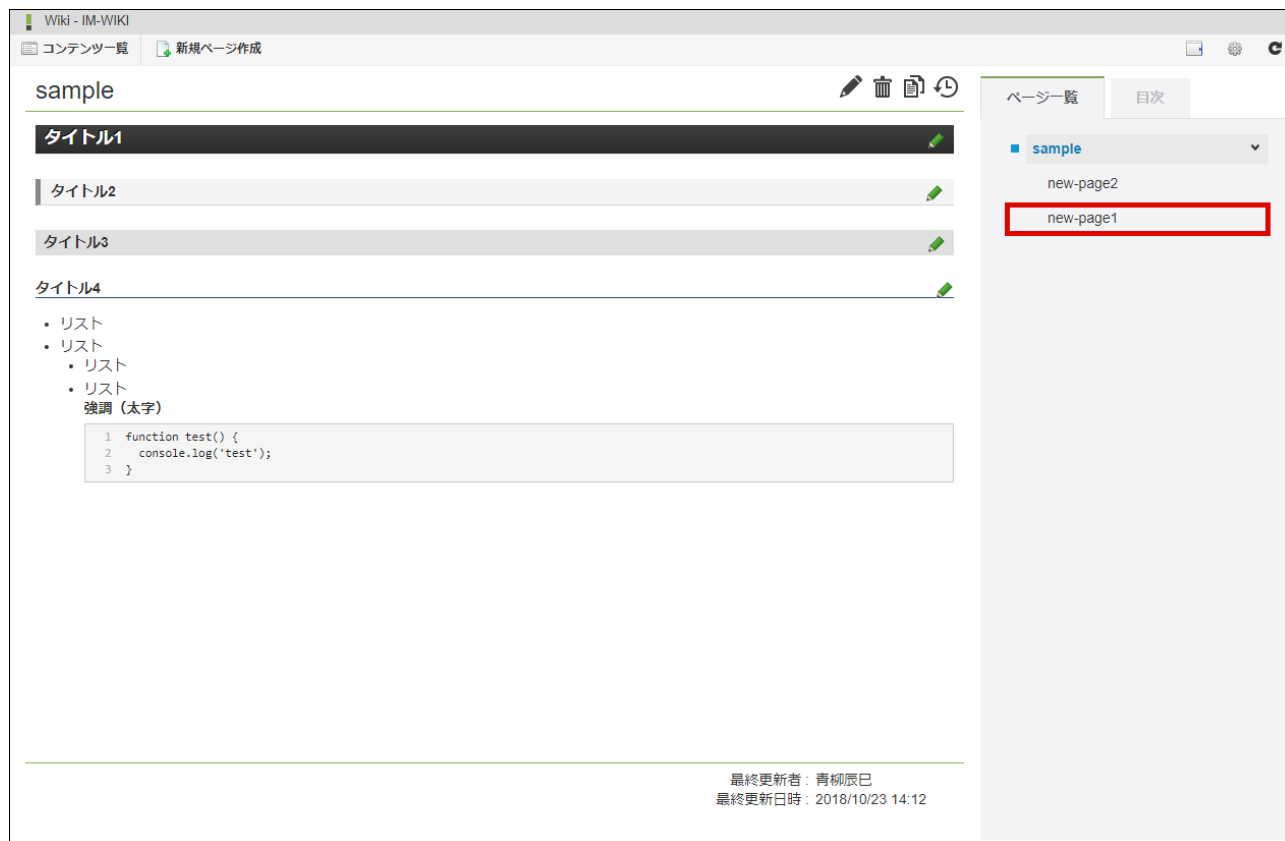 Wiki - IM-WIKI
コンテンツ一覧 新規ページ作成
sample
タイトル1
タイトル2
タイトル3
タイトル4
• リスト
• リスト
• リスト
• リスト
強調（太字）
1 function test() {
2   console.log('test');
3 }
最終更新者 : 青柳辰巳
最終更新日時 : 2018/10/23 14:12
ページ一覧 目次
sample
new-page2
new-page1